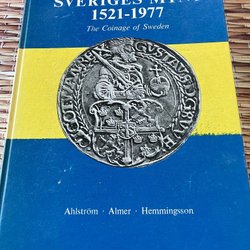 SVERIGES MYNT
1521-1977
The Coinage of Sweden
Ahlström · Almer · Hemmingsson